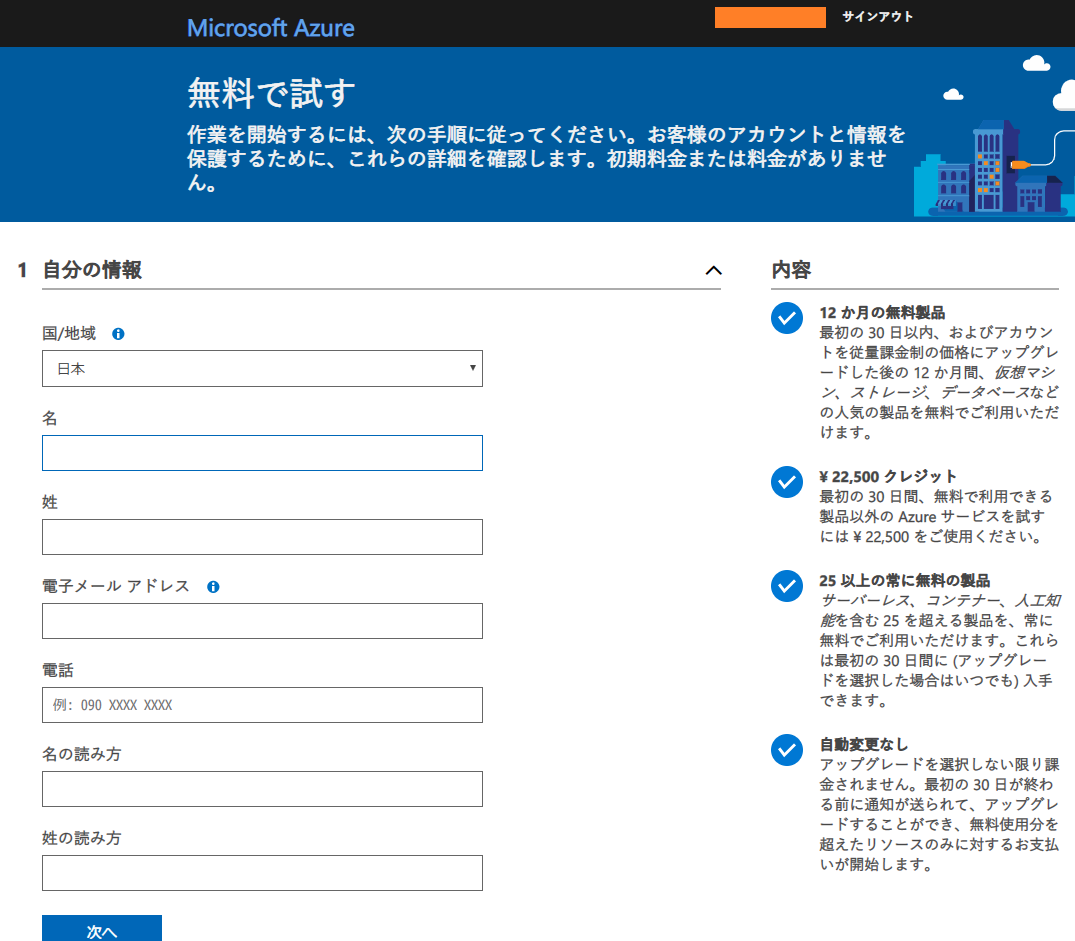 Microsoft Azure
サインアウト
無料で試す
作業を開始するには、次の手順に従ってください。お客様のアカウントと情報を
保護するために、これらの詳細を確認します。初期料金または料金がありませ
ん。
1 自分の情報
国/地域
日本
名
姓
電子メール アドレス
電話
例: 090 XXXX XXXX
名の読み方
姓の読み方
次へ
内容
12 か月の無料製品
最初の 30 日以内、およびアカウン
トを従量課金制の価格にアップグレ
ードした後の 12 か月間、仮想マシ
ン、ストレージ、データベースなど
の人気の製品を無料でご利用いただ
けます。
¥ 22,500 クレジット
最初の 30 日間、無料で利用できる
製品以外の Azure サービスを試す
には ¥ 22,500 をご使用ください。
25 以上の常に無料の製品
サーバーレス、コンテナー、人工知
能を含む 25 を超える製品を、常に
無料でご利用いただけます。これら
は最初の 30 日間に (アップグレー
ドを選択した場合はいつでも) 入手
できます。
自動変更なし
アップグレードを選択しない限り課
金されません。最初の 30 日が終わ
る前に通知が送られて、アップグレ
ードすることができ、無料使用分を
超えたリソースのみに対するお支払
いが開始します。